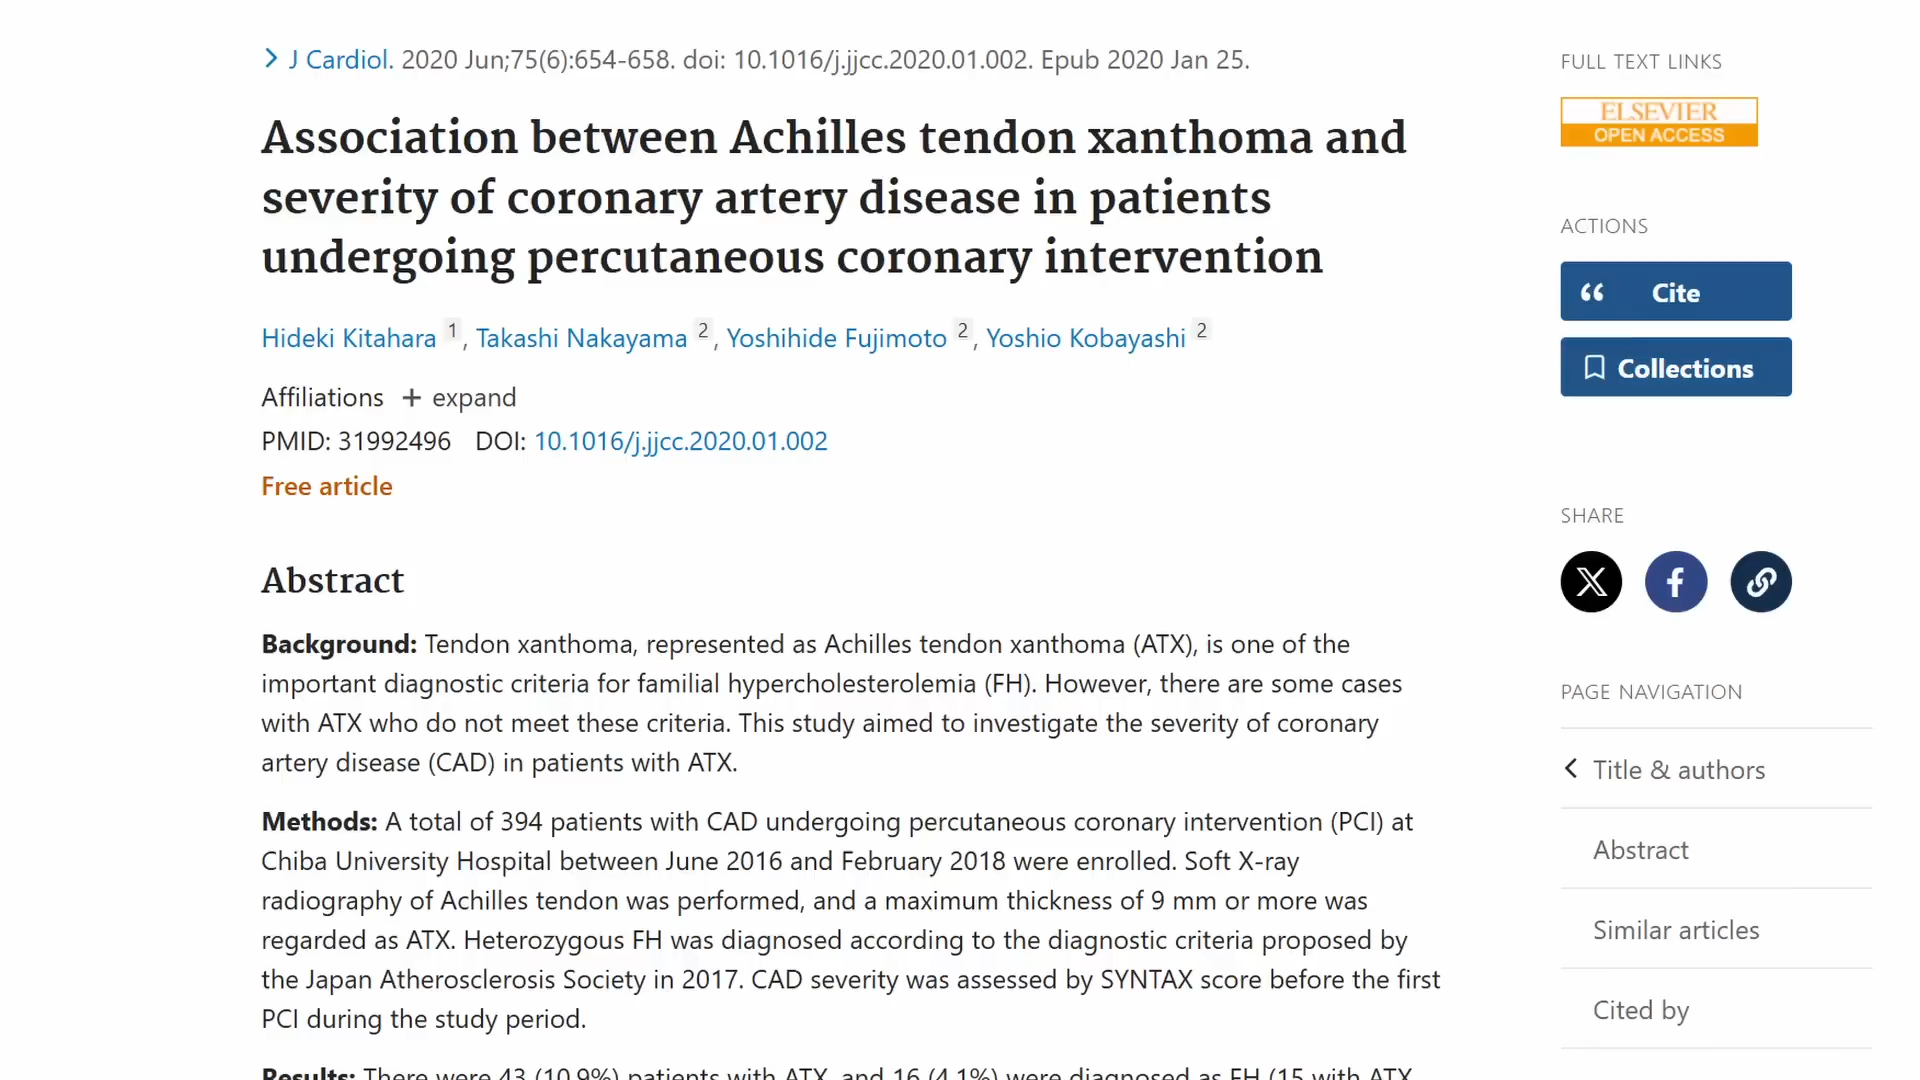 J Cardiol. 2020 Jun;75(6):654-658. doi: 10.1016/j.jjcc.2020.01.002. Epub 2020 Jan 25.
Association between Achilles tendon xanthoma and
severity of coronary artery disease in patients
undergoing percutaneous coronary intervention
Hideki Kitahara 1, Takashi Nakayama 2, Yoshihide Fujimoto 2, Yoshio Kobayashi 2
Affiliations + expand
PMID: 31992496 DOI: 10.1016/j.jjcc.2020.01.002
Free article
Abstract
Background: Tendon xanthoma, represented as Achilles tendon xanthoma (ATX), is one of the
important diagnostic criteria for familial hypercholesterolemia (FH). However, there are some cases
with ATX who do not meet these criteria. This study aimed to investigate the severity of coronary
artery disease (CAD) in patients with ATX.
Methods: A total of 394 patients with CAD undergoing percutaneous coronary intervention (PCI) at
Chiba University Hospital between June 2016 and February 2018 were enrolled. Soft X-ray
radiography of Achilles tendon was performed, and a maximum thickness of 9 mm or more was
regarded as ATX. Heterozygous FH was diagnosed according to the diagnostic criteria proposed by
the Japan Atherosclerosis Society in 2017. CAD severity was assessed by SYNTAX score before the first
PCI during the study period.
Results: There were 43 (10.9%) patients with ATX, and 16 (4.1%) were diagnosed as FH (15 with ATX
FULL TEXT LINKS
ELSEVIER
OPEN ACCESS
ACTIONS
Cite
Collections
SHARE
PAGE NAVIGATION
Title & authors
Abstract
Similar articles
Cited by